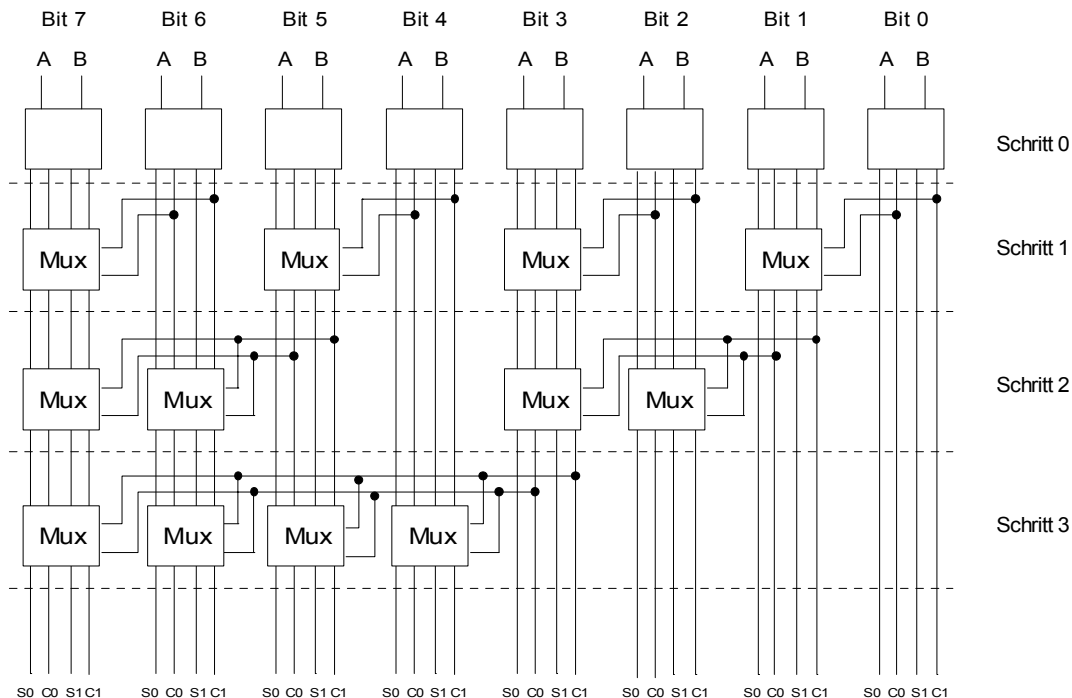 Bit 7 Bit 6 Bit 5 Bit 4 Bit 3 Bit 2 Bit 1 Bit 0
A B A B A B A B A B A B A B A B
Schritt 0
Mux Mux Mux Mux Schritt 1
Mux Mux Mux Mux Schritt 2
Mux Mux Mux Mux Schritt 3
S0 C0 S1 C1 S0 C0 S1 C1 S0 C0 S1 C1 S0 C0 S1 C1 S0 C0 S1 C1 S0 C0 S1 C1 S0 C0 S1 C1 S0 C0 S1 C1